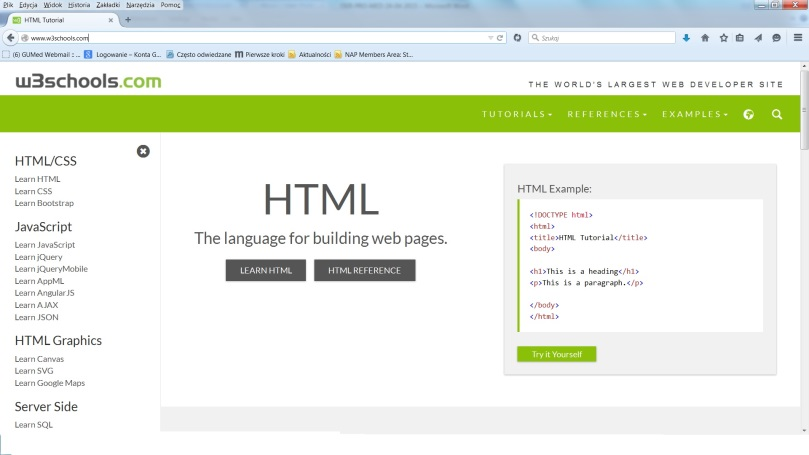 Plik Edycja Widok Historia Zakładki Narzędzia Pomoc
HTML Tutorial
www.w3schools.com
Szukaj
(6) GUMed Webmail :: ... Logowanie – Konta G... Często odwiedzane Pierwsze kroki Aktualności NAP Members Area: St...
w3schools.com
THE WORLD'S LARGEST WEB DEVELOPER SITE
TUTORIALS REFERENCES EXAMPLES
HTML/CSS
Learn HTML
Learn CSS
Learn Bootstrap
JavaScript
Learn JavaScript
Learn jQuery
Learn jQueryMobile
Learn AppML
Learn AngularJS
Learn AJAX
Learn JSON
HTML Graphics
Learn Canvas
Learn SVG
Learn Google Maps
Server Side
Learn SQL
HTML
The language for building web pages.
LEARN HTML HTML REFERENCE
HTML Example:
<!DOCTYPE html>
<html>
<title>HTML Tutorial</title>
<body>
<h1>This is a heading</h1>
<p>This is a paragraph.</p>
</body>
</html>
Try it Yourself